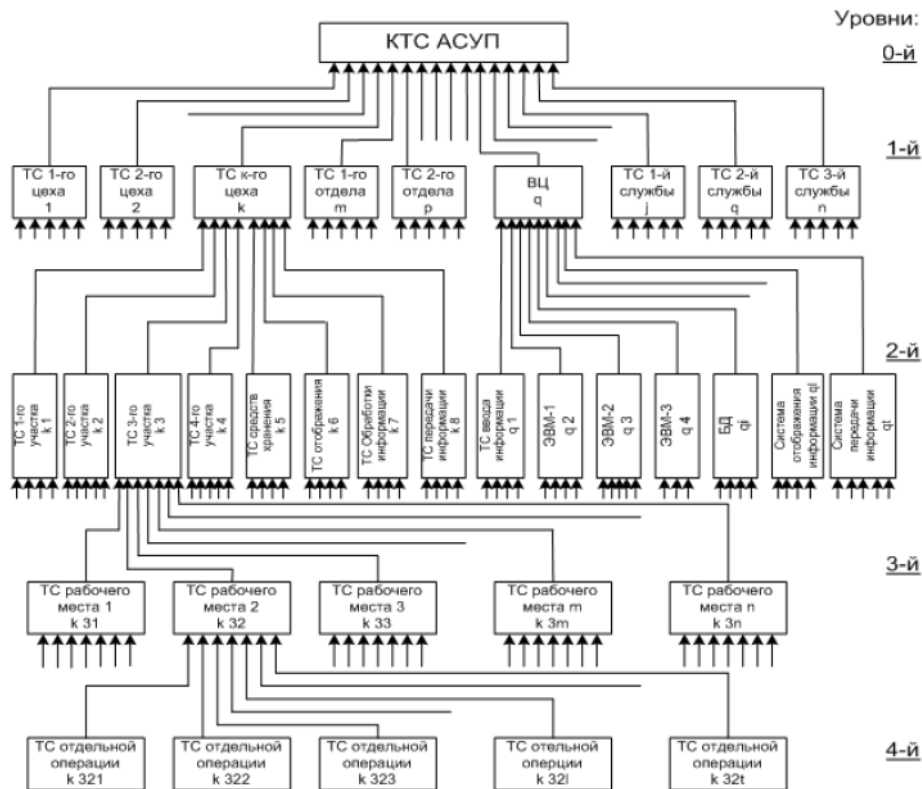 Уровни:
КТС АСУП
0-й
1-й
ТС 1-го
цеха
1
ТС 2-го
цеха
2
ТС к-го
цеха
k
ТС 1-го
отдела
m
ТС 2-го
отдела
p
ВЦ
q
ТС 1-й
службы
j
ТС 2-й
службы
q
ТС 3-й
службы
n
2-й
ТС 1-го
участка
k 1
ТС 2-го
участка
k 2
ТС 3-го
участка
k 3
ТС 4-го
участка
k 4
ТС средств
хранения
k 5
ТС отображения
k 6
ТС Обработки
информации
k 7
ТС передачи
информации
k 8
ТС ввода
информации
q 1
ЭВМ-1
q 2
ЭВМ-2
q 3
ЭВМ-3
q 4
БД
qi
Система
отображения
информации ql
Система
передачи
информации
qt
3-й
ТС рабочего
места 1
k 31
ТС рабочего
места 2
k 32
ТС рабочего
места 3
k 33
ТС рабочего
места m
k 3m
ТС рабочего
места n
k 3n
4-й
ТС отдельной
операции
k 321
ТС отдельной
операции
k 322
ТС отдельной
операции
k 323
ТС отельной
операции
k 32l
ТС отдельной
операции
k 32t